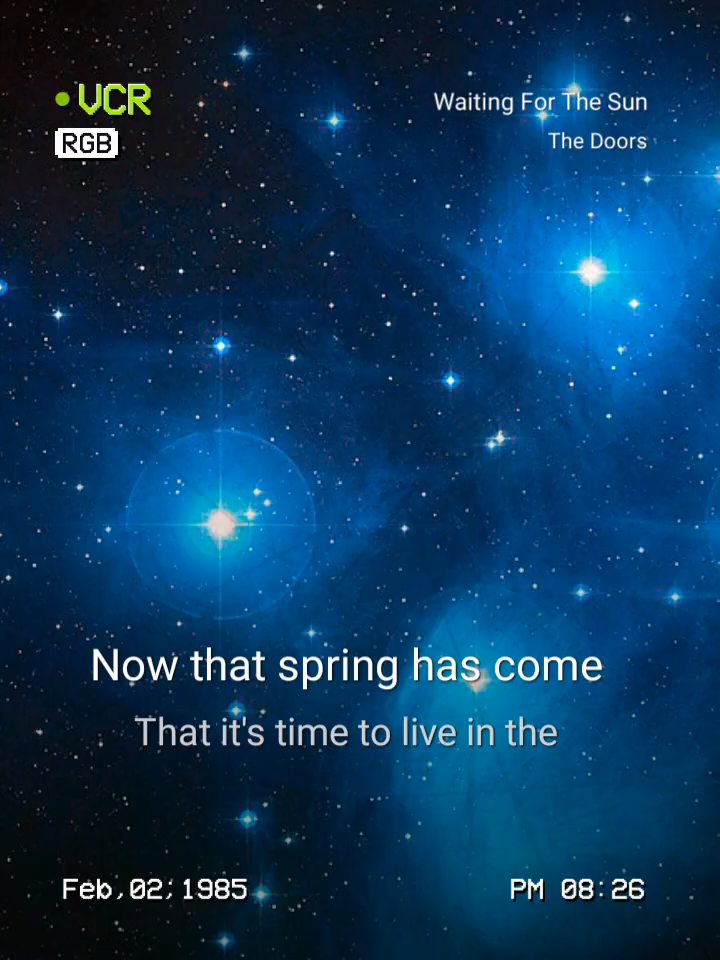 VCR
RGB
Waiting For The Sun
The Doors
Now that spring has come
That it's time to live in the
Feb,02;1985
PM 08:26